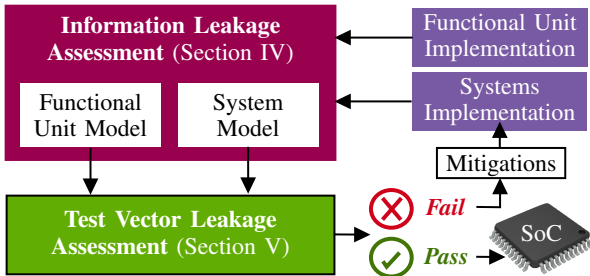 Information Leakage
Assessment (Section IV)
Functional
Unit Model
System
Model
Functional Unit
Implementation
Systems
Implementation
Mitigations
Test Vector Leakage
Assessment (Section V)
Fail
Pass
SoC